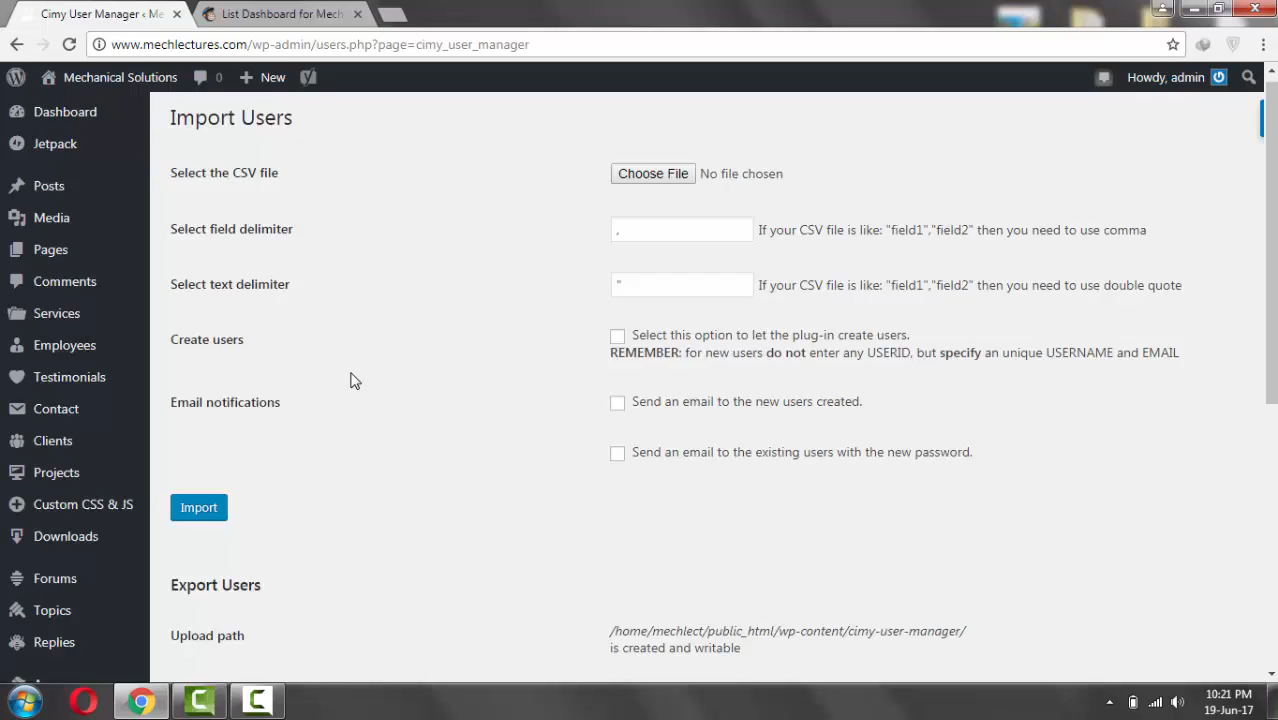 Cimy User Manager ‹ Me
List Dashboard for Mech
www.mechlectures.com/wp-admin/users.php?page=cimy_user_manager
Mechanical Solutions 0 New Howdy, admin
Dashboard
Jetpack
Posts
Media
Pages
Comments
Services
Employees
Testimonials
Contact
Clients
Projects
Custom CSS & JS
Downloads
Forums
Topics
Replies
Import Users
Select the CSV file Choose File No file chosen
Select field delimiter , If your CSV file is like: "field1","field2" then you need to use comma
Select text delimiter " If your CSV file is like: "field1","field2" then you need to use double quote
Create users Select this option to let the plug-in create users.
REMEMBER: for new users do not enter any USERID, but specify an unique USERNAME and EMAIL
Email notifications Send an email to the new users created.
Send an email to the existing users with the new password.
Import
Export Users
Upload path /home/mechlect/public_html/wp-content/cimy-user-manager/
is created and writable
10:21 PM
19-Jun-17